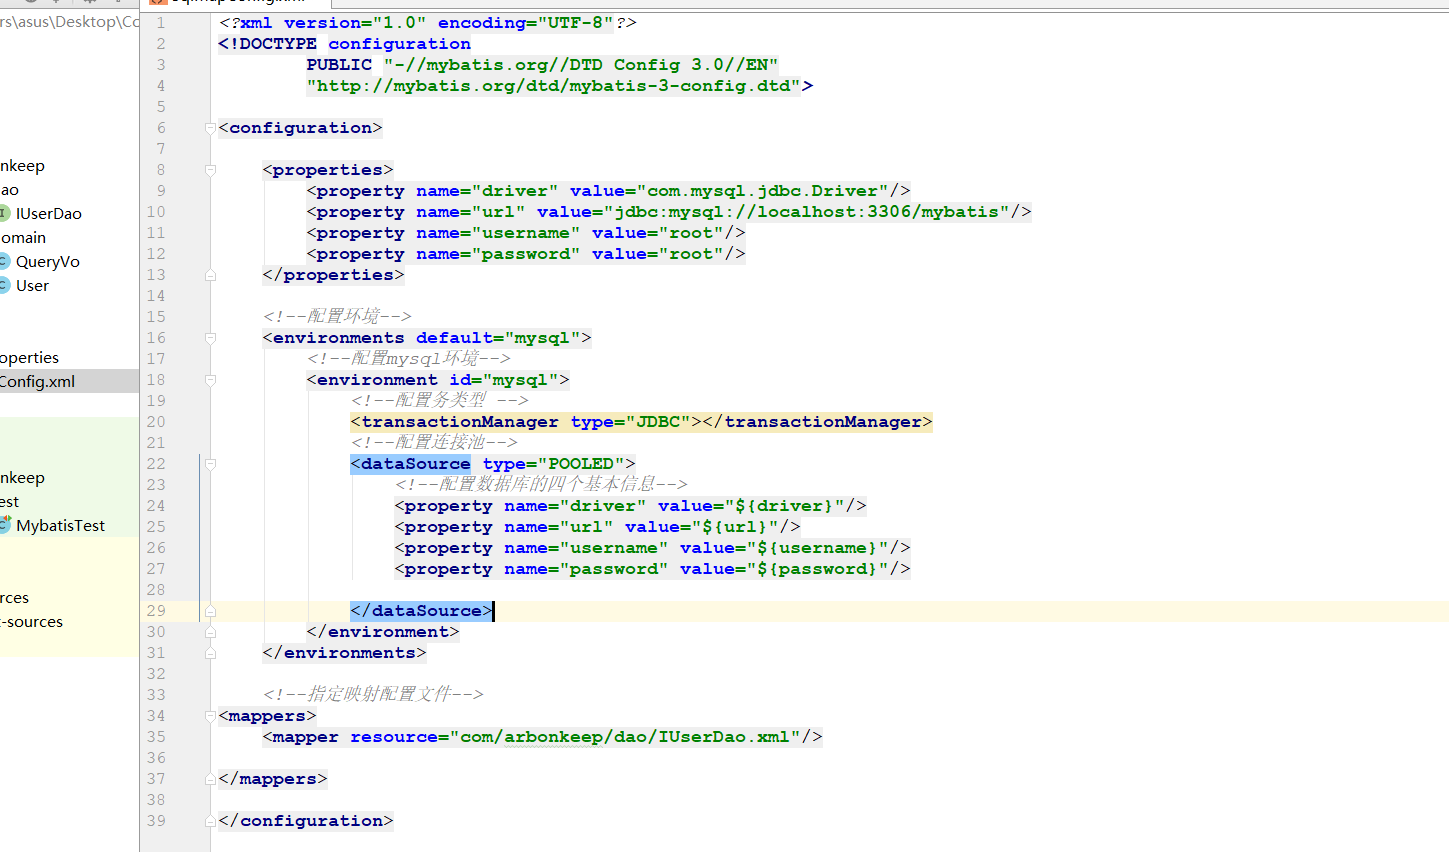 rs\asus\Desktop\Co
nkeep
ao
IUserDao
omain
QueryVo
User
operties
Config.xml
nkeep
est
MybatisTest
rces
-sources
1 <?xml version="1.0" encoding="UTF-8"?>
2 <!DOCTYPE configuration
3 PUBLIC "-//mybatis.org//DTD Config 3.0//EN"
4 "http://mybatis.org/dtd/mybatis-3-config.dtd">
5
6 <configuration>
7
8 <properties>
9 <property name="driver" value="com.mysql.jdbc.Driver"/>
10 <property name="url" value="jdbc:mysql://localhost:3306/mybatis"/>
11 <property name="username" value="root"/>
12 <property name="password" value="root"/>
13 </properties>
14
15 <!--配置环境-->
16 <environments default="mysql">
17 <!--配置mysql环境-->
18 <environment id="mysql">
19 <!--配置务类型 -->
20 <transactionManager type="JDBC"></transactionManager>
21 <!--配置连接池-->
22 <dataSource type="POOLED">
23 <!--配置数据库的四个基本信息-->
24 <property name="driver" value="${driver}"/>
25 <property name="url" value="${url}"/>
26 <property name="username" value="${username}"/>
27 <property name="password" value="${password}"/>
28
29 </dataSource>
30 </environment>
31 </environments>
32
33 <!--指定映射配置文件-->
34 <mappers>
35 <mapper resource="com/arbonkeep/dao/IUserDao.xml"/>
36
37 </mappers>
38
39 </configuration>